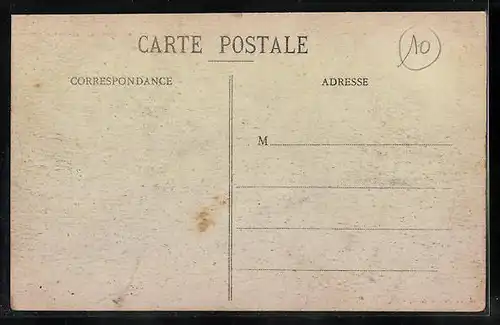 CARTE POSTALE
10
CORRESPONDANCE
ADRESSE
M